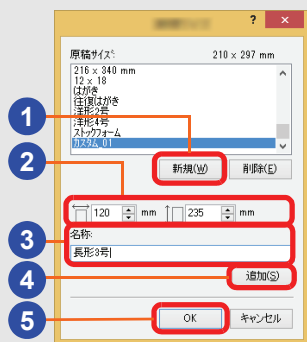 ? ×
原稿サイズ: 210 x 297 mm
216 x 340 mm
12 x 18
はがき
往復はがき
洋形2号
洋形4号
ストックフォーム
カスタム_01
1
新規(W) 削除(E)
2
120 mm 235 mm
3
名称:
長形3号
4
追加(S)
5
OK キャンセル